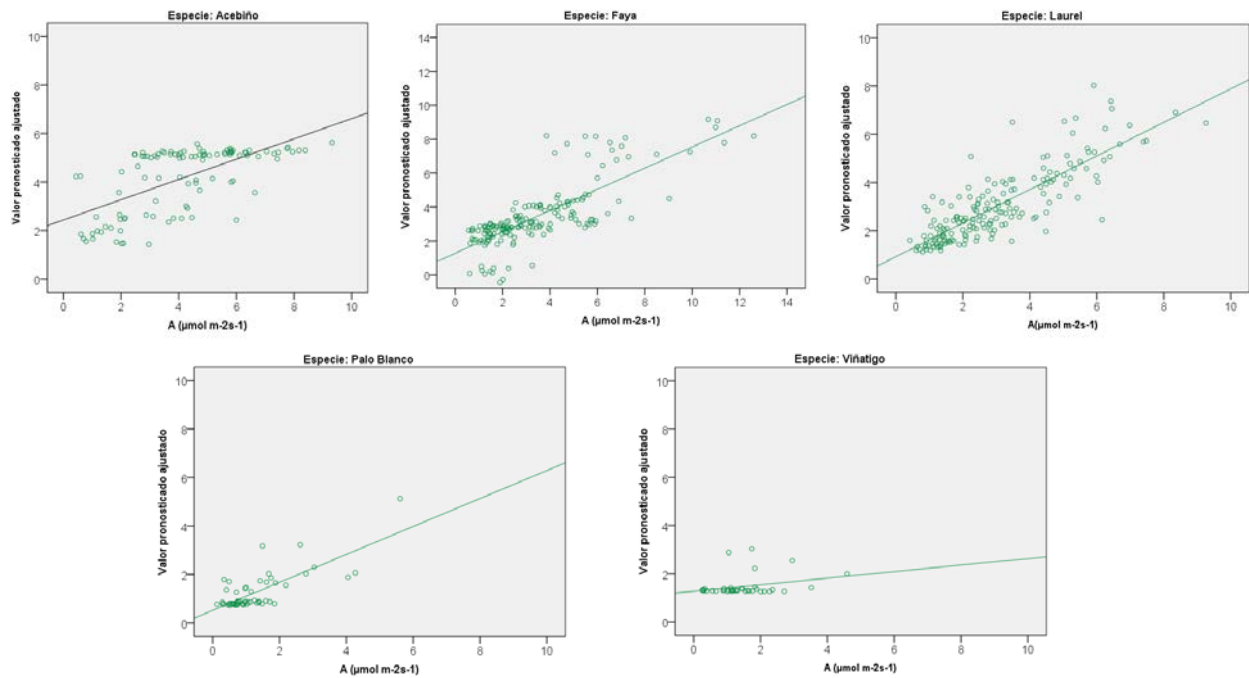 Especie: Acebiño
Valor pronosticado ajustado
10
8
6
4
2
0
0 2 4 6 8 10
A (µmol m-2s-1)
Especie: Faya
Valor pronosticado ajustado
14
12
10
8
6
4
2
0
0 2 4 6 8 10 12 14
A (µmol m-2s-1)
Especie: Laurel
Valor pronosticado ajustado
10
8
6
4
2
0
0 2 4 6 8 10
A(µmol m-2s-1)
Especie: Palo Blanco
Valor pronosticado ajustado
10
8
6
4
2
0
0 2 4 6 8 10
A (µmol m-2s-1)
Especie: Viñatigo
Valor pronosticado ajustado
10
8
6
4
2
0
0 2 4 6 8 10
A (µmol m-2s-1)